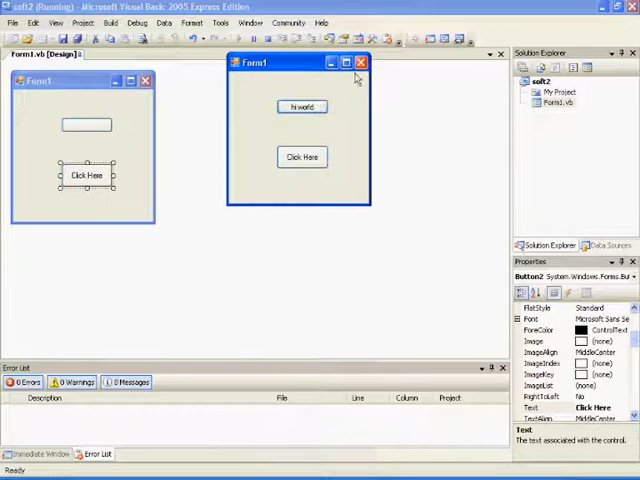 soft2 (Running) - Microsoft Visual Basic 2005 Express Edition
File Edit View Project Build Debug Data Format Tools Window Community Help
Form1.vb [Design]
Solution Explorer
Form1
Form1
soft2
My Project
Form1.vb
hi world
Click Here
Click Here
Solution Explorer Data Sources
Properties
Button2 System.Windows.Forms.Bu
FlatStyle Standard
Font Microsoft Sans Se
ForeColor ControlText
Image (none)
ImageAlign MiddleCenter
ImageIndex (none)
ImageKey (none)
ImageList (none)
RightToLeft No
Text Click Here
TextAlign MiddleCenter
Error List
0 Errors 0 Warnings 0 Messages
Description File Line Column Project
Text
The text associated with the control.
Immediate Window Error List
Ready